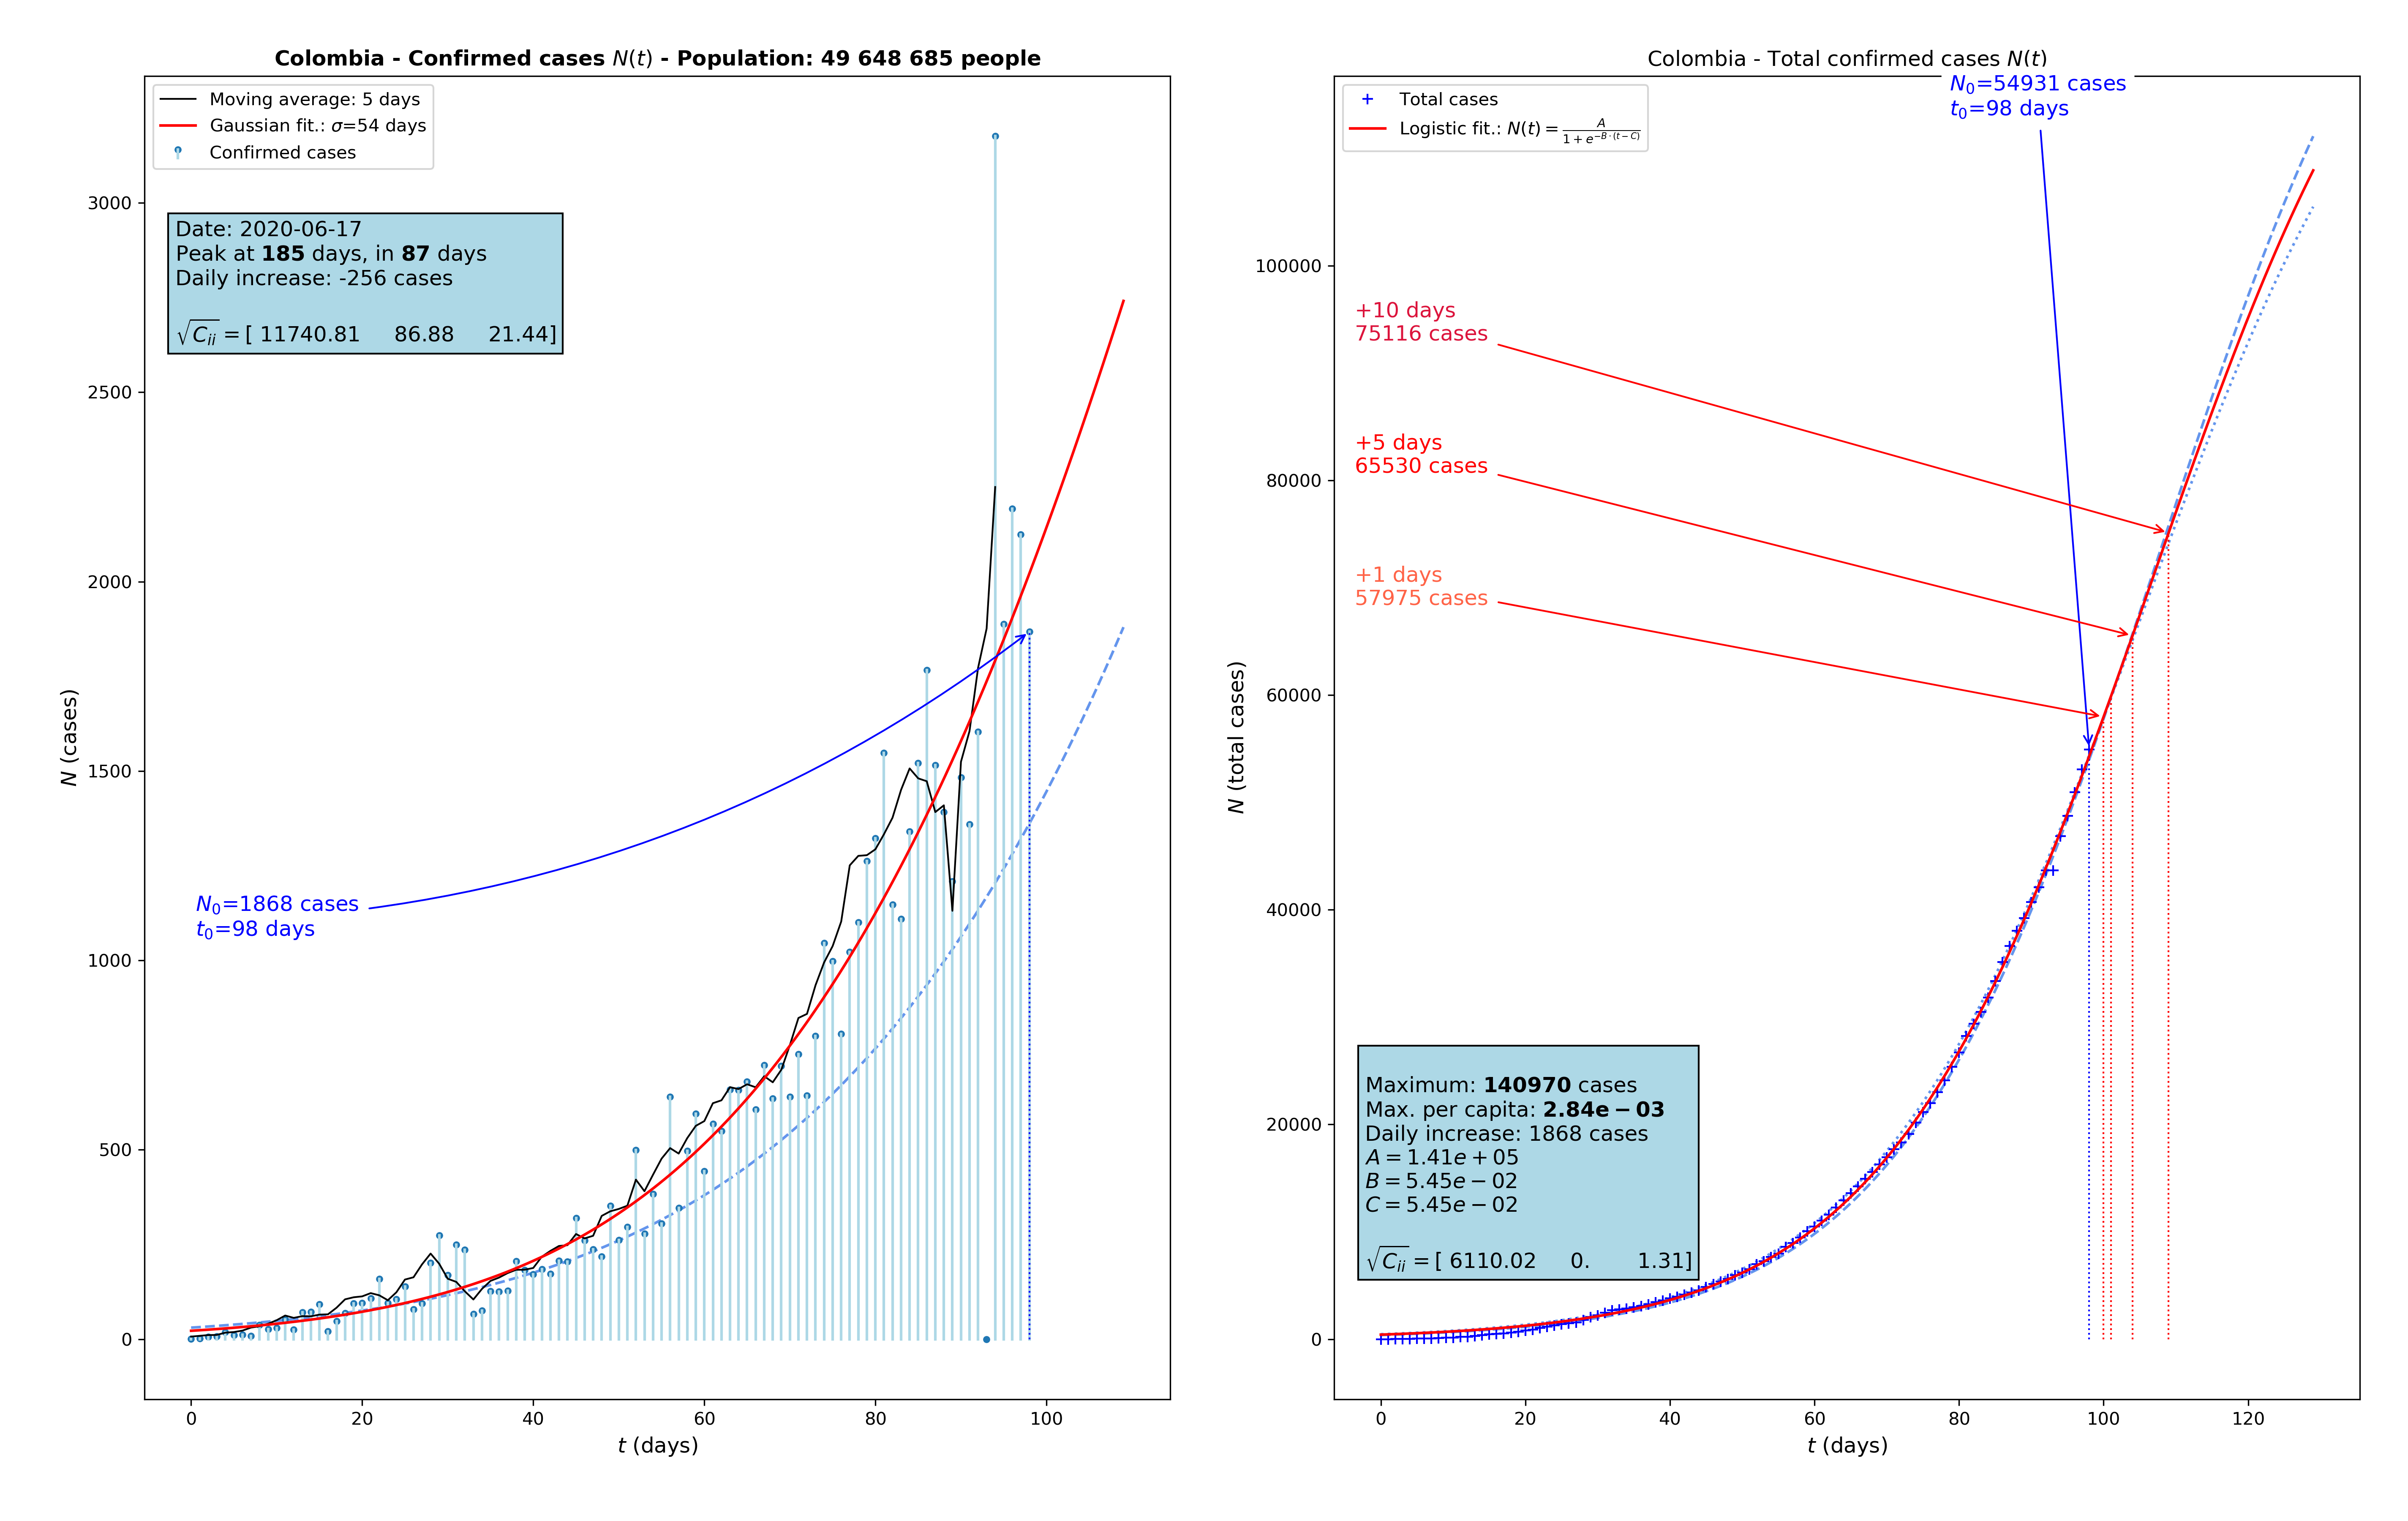 Colombia - Confirmed cases N(t) - Population: 49 648 685 people
Moving average: 5 days
Gaussian fit.: σ=54 days
Confirmed cases
Date: 2020-06-17
Peak at 185 days, in 87 days
Daily increase: -256 cases
√C_ii = [ 11740.81 86.88 21.44]
N₀=1868 cases
t₀=98 days
3000
2500
2000
1500
1000
500
0
N (cases)
0 20 40 60 80 100
t (days)
Colombia - Total confirmed cases N(t)
N₀=54931 cases
t₀=98 days
Total cases
Logistic fit.: N(t) = A / (1 + e^{−B·(t−C)})
+10 days
75116 cases
+5 days
65530 cases
+1 days
57975 cases
Maximum: 140970 cases
Max. per capita: 2.84e − 03
Daily increase: 1868 cases
A = 1.41e + 05
B = 5.45e − 02
C = 5.45e − 02
√C_ii = [ 6110.02 0. 1.31]
100000
80000
60000
40000
20000
0
N (total cases)
0 20 40 60 80 100 120
t (days)